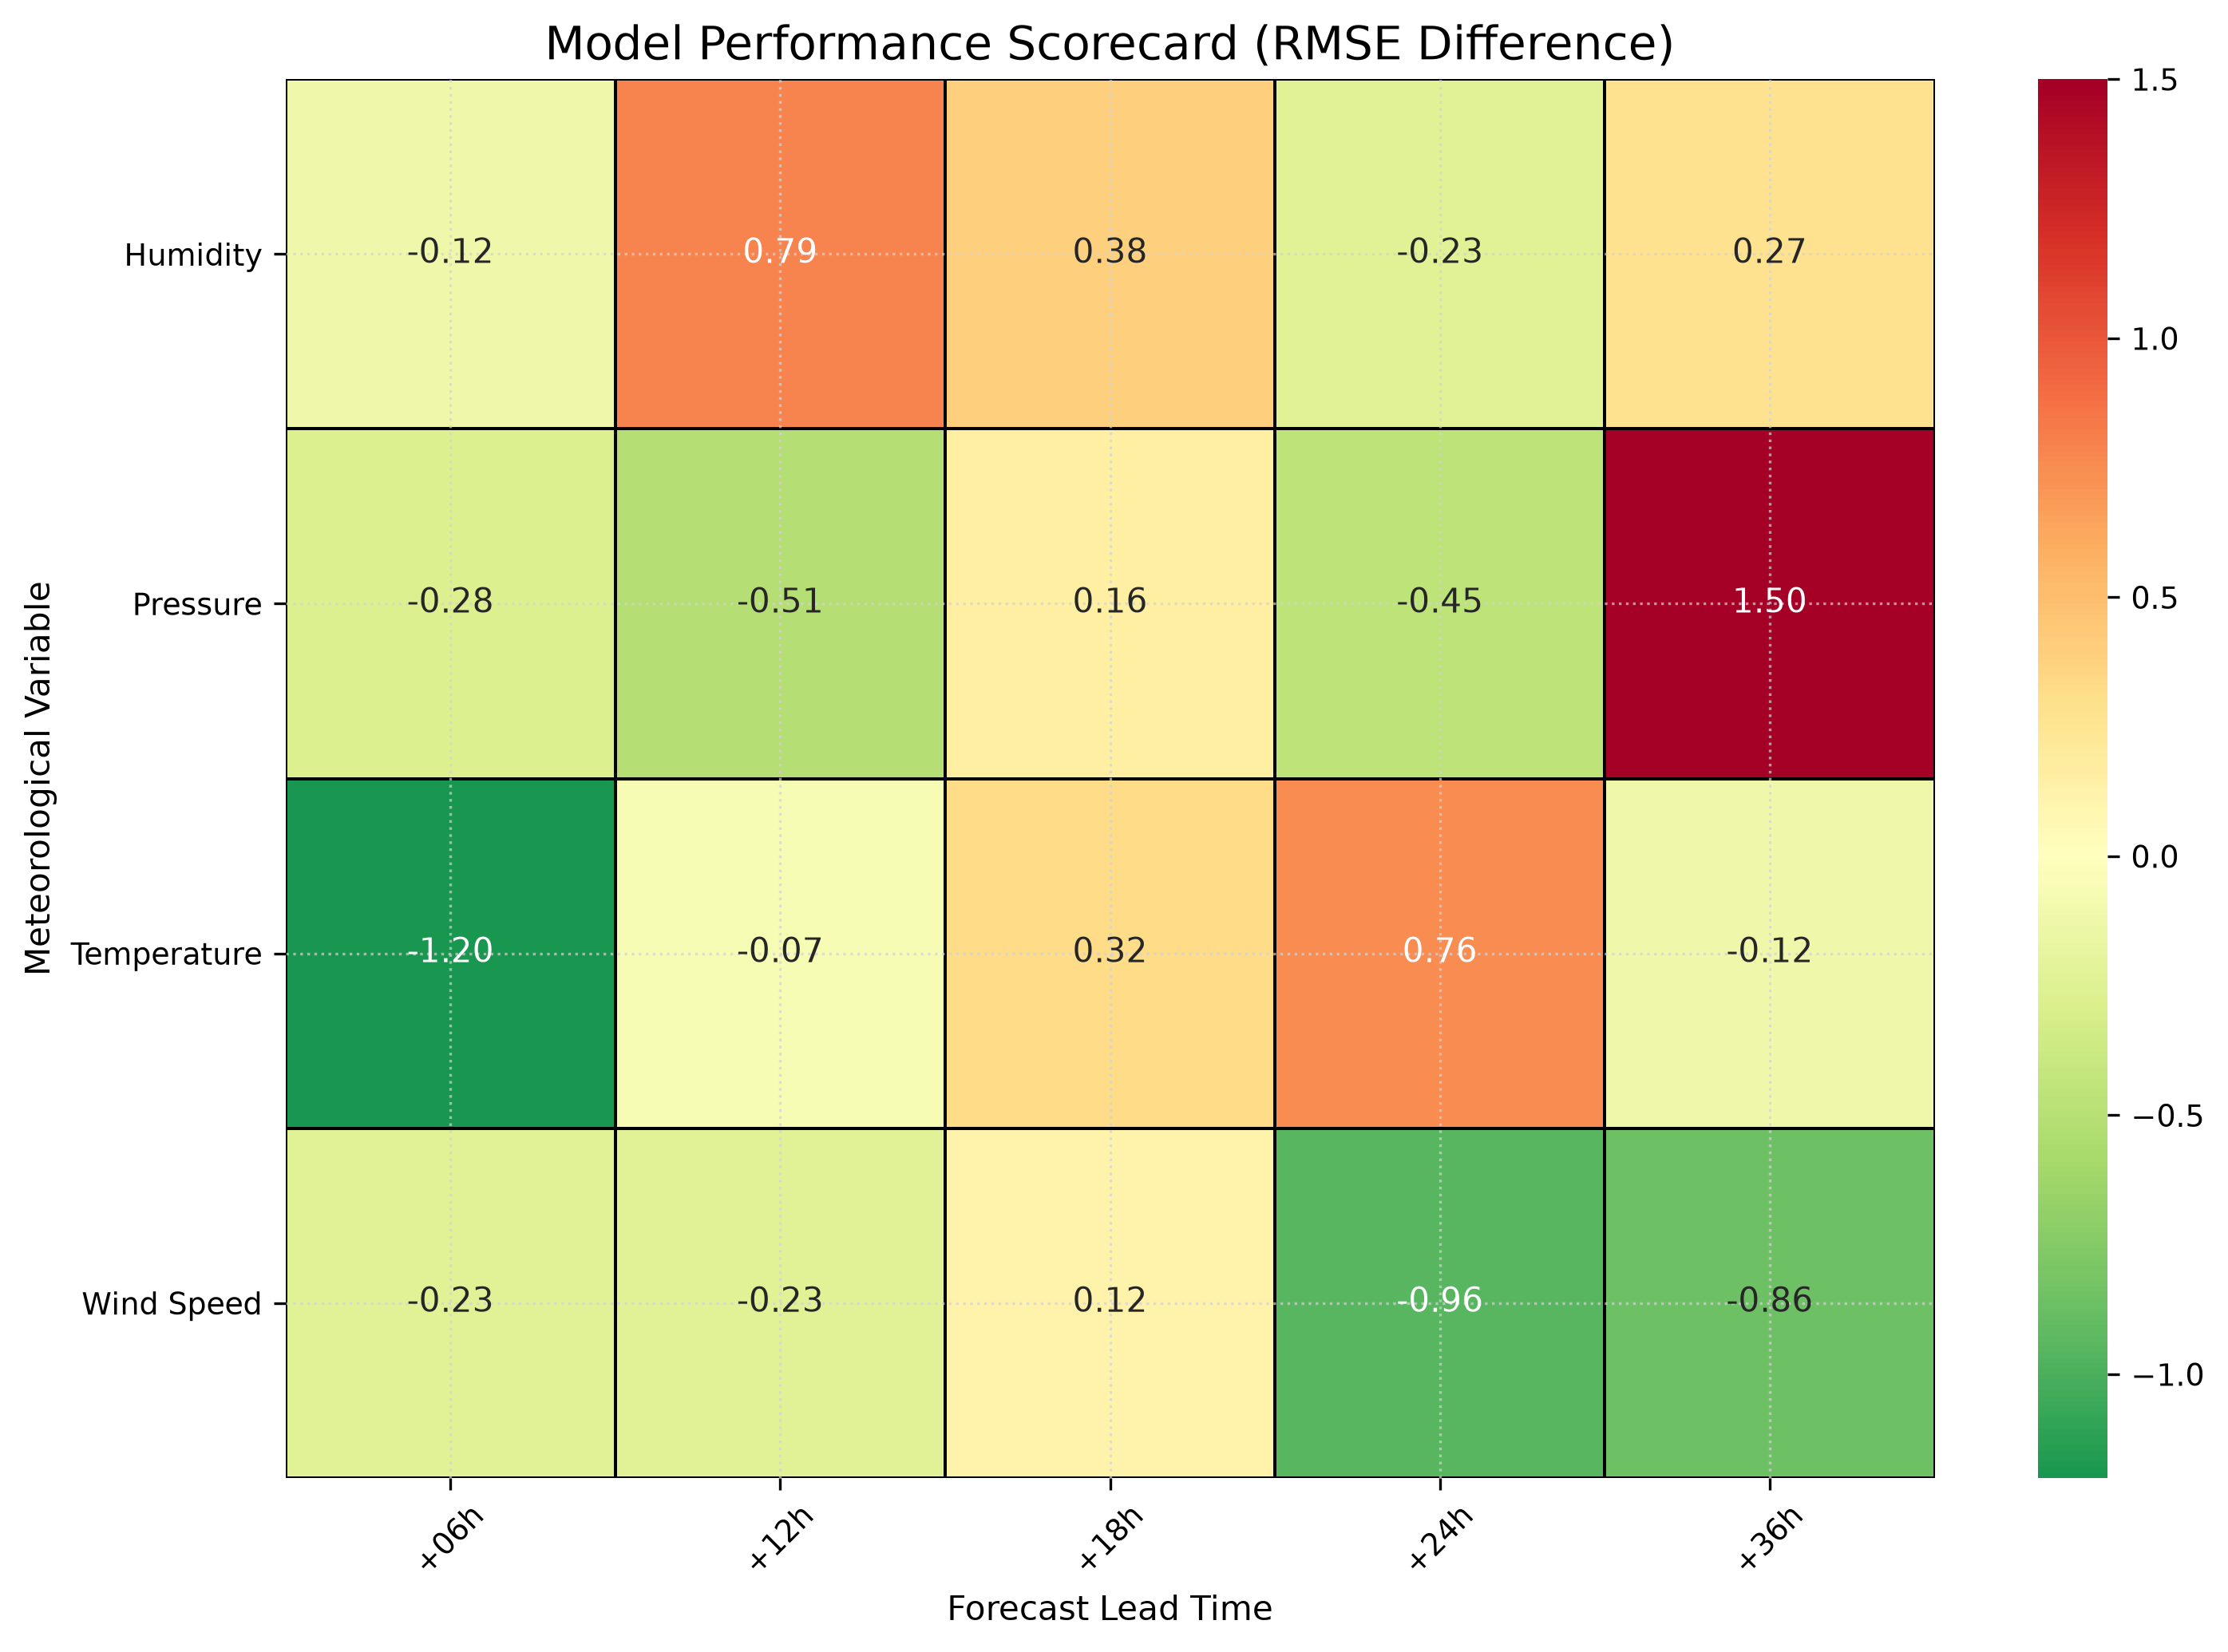 Model Performance Scorecard (RMSE Difference)
Meteorological Variable
Humidity -0.12 0.79 0.38 -0.23 0.27
Pressure -0.28 -0.51 0.16 -0.45 1.50
Temperature -1.20 -0.07 0.32 0.76 -0.12
Wind Speed -0.23 -0.23 0.12 -0.96 -0.86
+06h +12h +18h +24h +36h
Forecast Lead Time
1.5
1.0
0.5
0.0
−0.5
−1.0